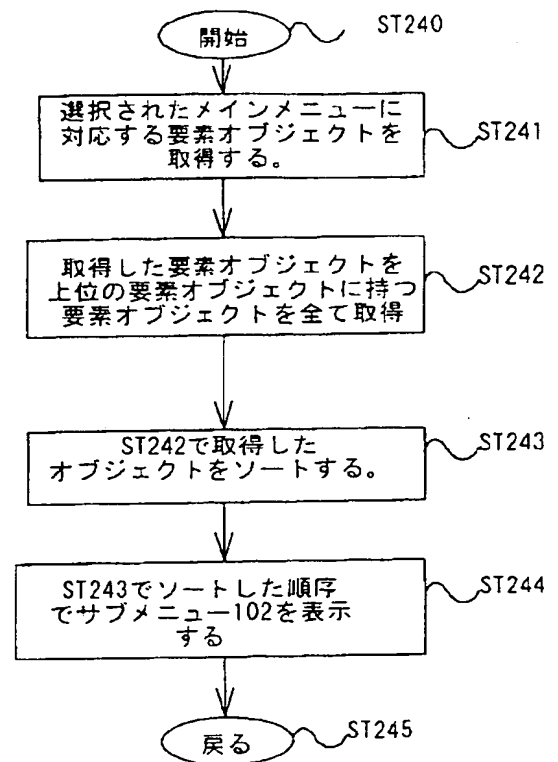 開始
ST240
選択されたメインメニューに
対応する要素オブジェクトを
取得する。
ST241
取得した要素オブジェクトを
上位の要素オブジェクトに持つ
要素オブジェクトを全て取得
ST242
ST242で取得した
オブジェクトをソートする。
ST243
ST243でソートした順序
でサブメニュー102を表示
する
ST244
戻る
ST245